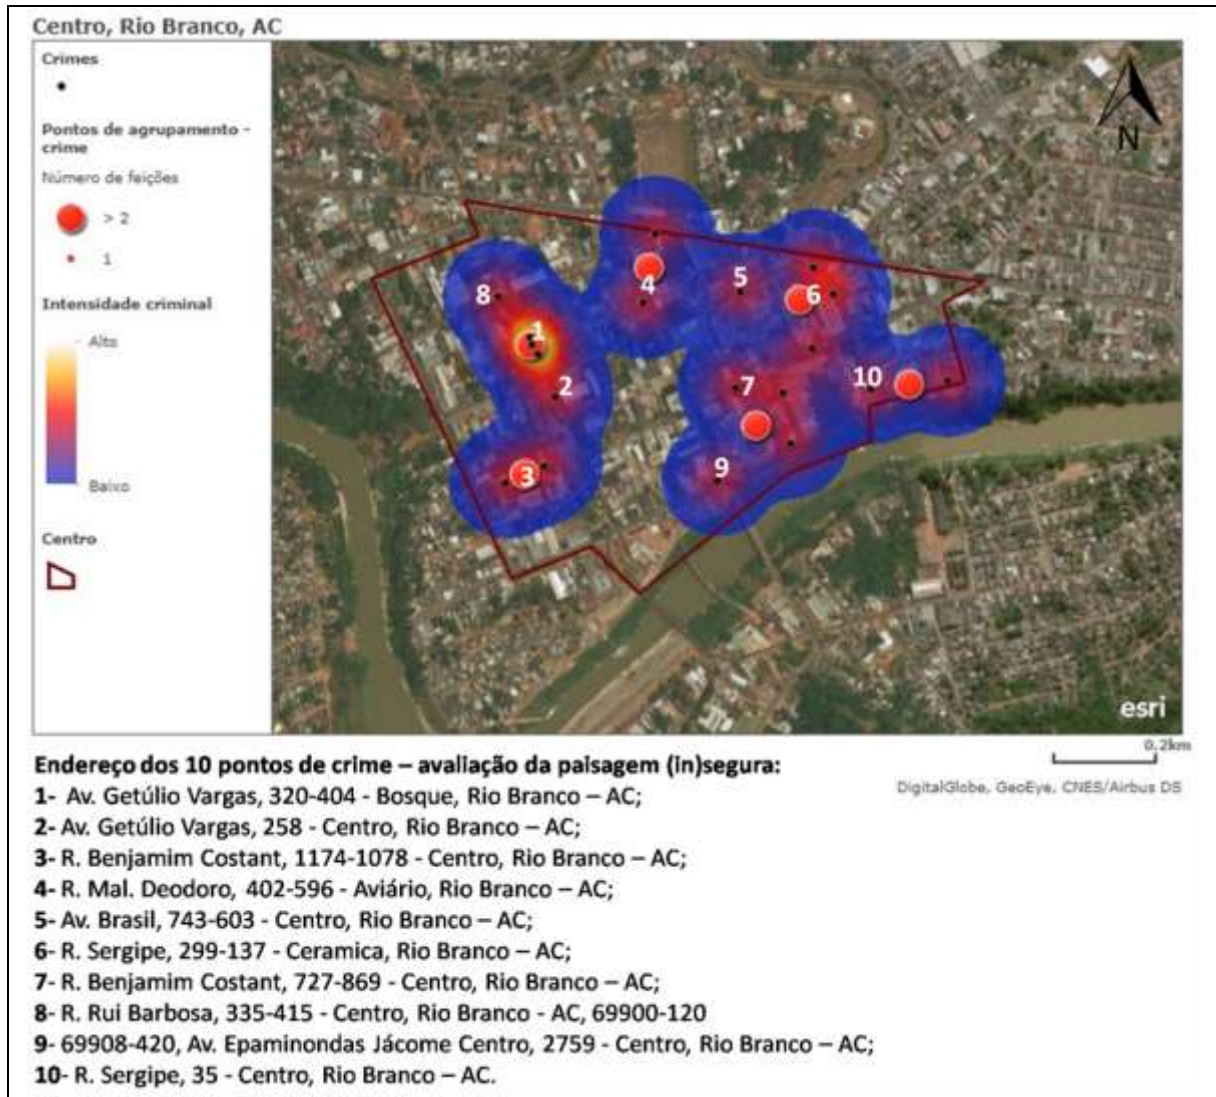 Centro, Rio Branco, AC
Crimes
Pontos de agrupamento -
crime
Número de feições
> 2
1
Intensidade criminal
Alto
Baixo
Centro
N
8
1
2
3
4
5
6
7
9
10
esri
0.2km
DigitalGlobe, GeoEye, CNES/Airbus DS
Endereço dos 10 pontos de crime – avaliação da paisagem (in)segura:
1- Av. Getúlio Vargas, 320-404 - Bosque, Rio Branco – AC;
2- Av. Getúlio Vargas, 258 - Centro, Rio Branco – AC;
3- R. Benjamim Costant, 1174-1078 - Centro, Rio Branco – AC;
4- R. Mal. Deodoro, 402-596 - Aviário, Rio Branco – AC;
5- Av. Brasil, 743-603 - Centro, Rio Branco – AC;
6- R. Sergipe, 299-137 - Ceramica, Rio Branco – AC;
7- R. Benjamim Costant, 727-869 - Centro, Rio Branco – AC;
8- R. Rui Barbosa, 335-415 - Centro, Rio Branco - AC, 69900-120
9- 69908-420, Av. Epaminondas Jácome Centro, 2759 - Centro, Rio Branco – AC;
10- R. Sergipe, 35 - Centro, Rio Branco – AC.